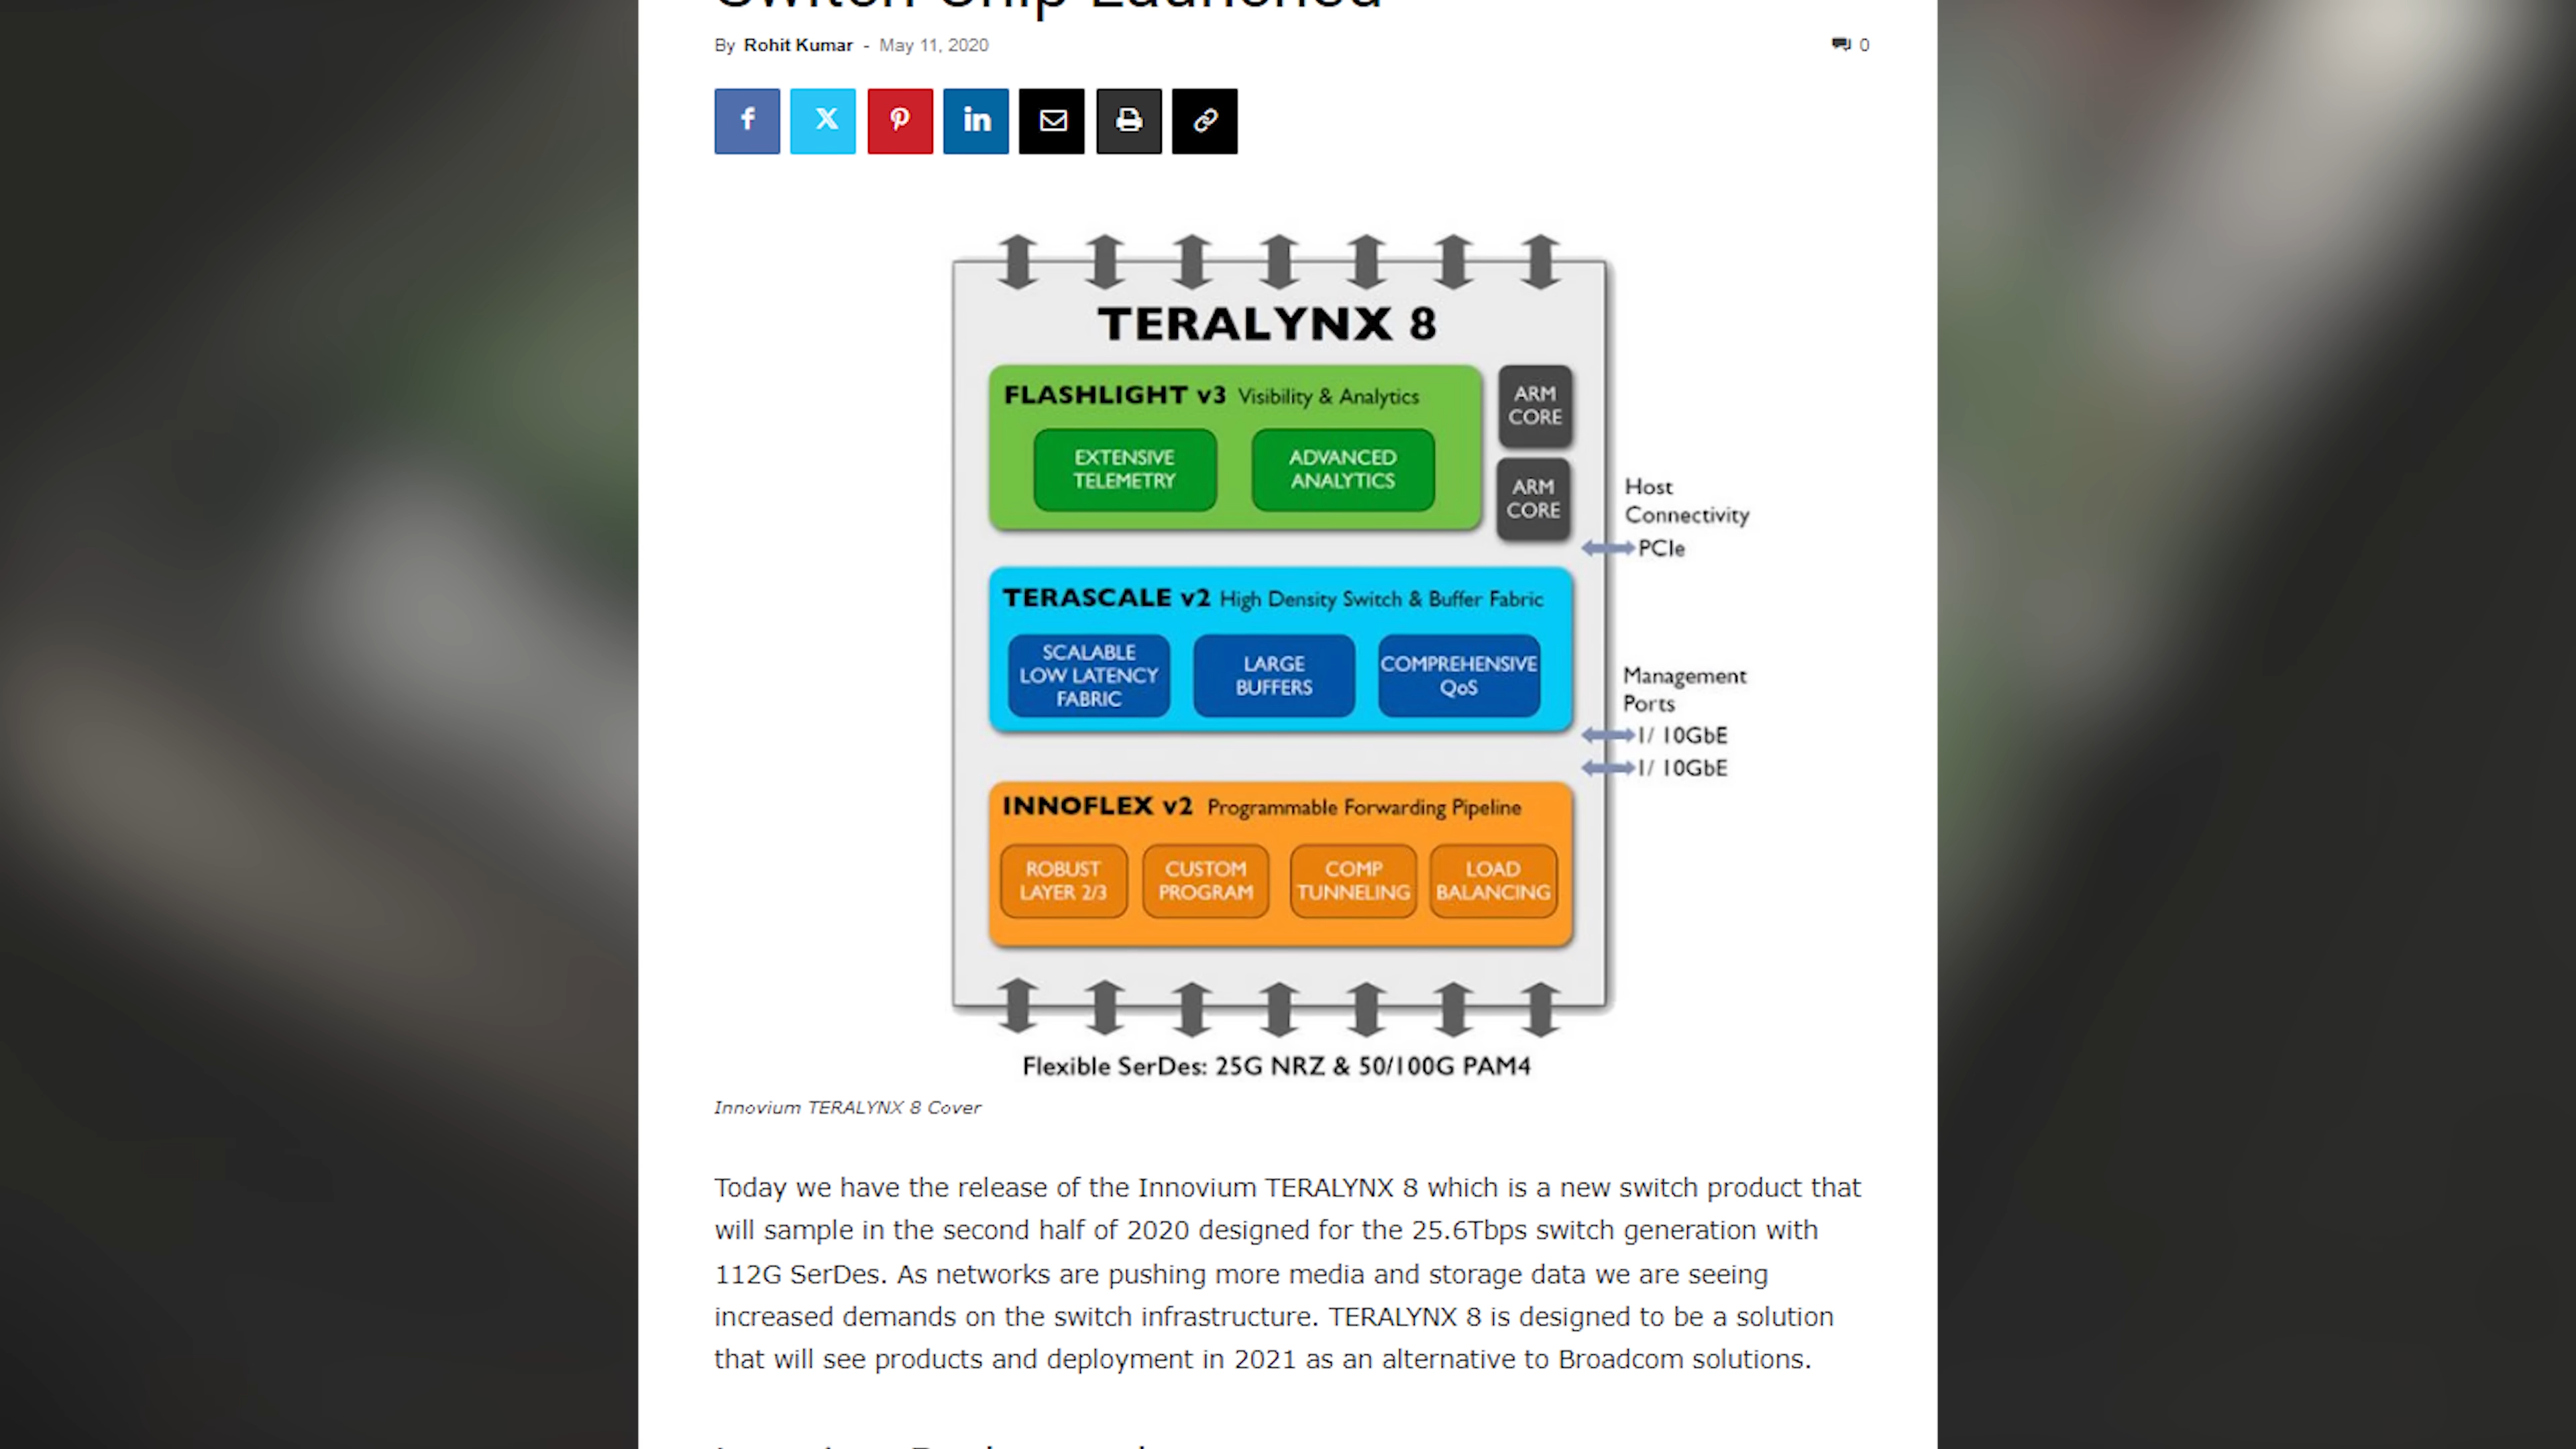 Switch Chip Launched
By Rohit Kumar - May 11, 2020
0
TERALYNX 8
FLASHLIGHT v3 Visibility & Analytics
EXTENSIVE
TELEMETRY
ADVANCED
ANALYTICS
ARM
CORE
ARM
CORE
Host
Connectivity
PCIe
TERASCALE v2 High Density Switch & Buffer Fabric
SCALABLE
LOW LATENCY
FABRIC
LARGE
BUFFERS
COMPREHENSIVE
QoS
Management
Ports
1/ 10GbE
1/ 10GbE
INNOFLEX v2 Programmable Forwarding Pipeline
ROBUST
LAYER 2/3
CUSTOM
PROGRAM
COMP
TUNNELING
LOAD
BALANCING
Flexible SerDes: 25G NRZ & 50/100G PAM4
Innovium TERALYNX 8 Cover
Today we have the release of the Innovium TERALYNX 8 which is a new switch product that
will sample in the second half of 2020 designed for the 25.6Tbps switch generation with
112G SerDes. As networks are pushing more media and storage data we are seeing
increased demands on the switch infrastructure. TERALYNX 8 is designed to be a solution
that will see products and deployment in 2021 as an alternative to Broadcom solutions.